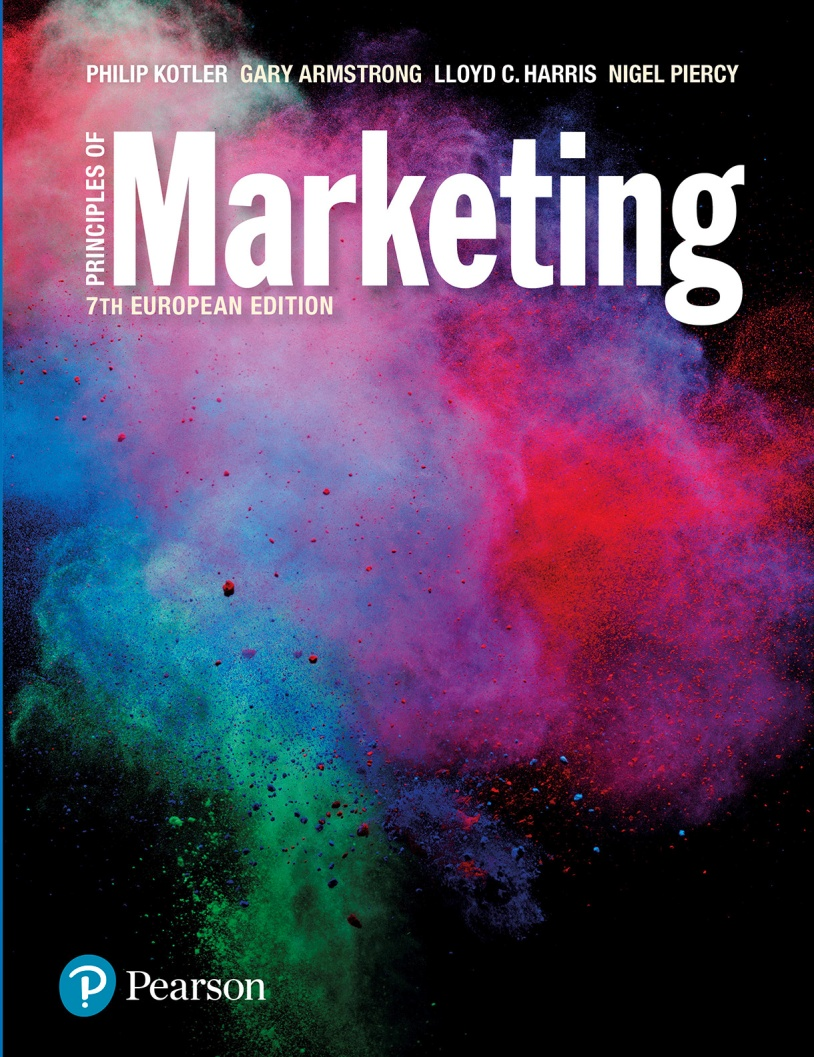 PHILIP KOTLER GARY ARMSTRONG LLOYD C. HARRIS NIGEL PIERCY
PRINCIPLES OF
Marketing
7TH EUROPEAN EDITION
Pearson